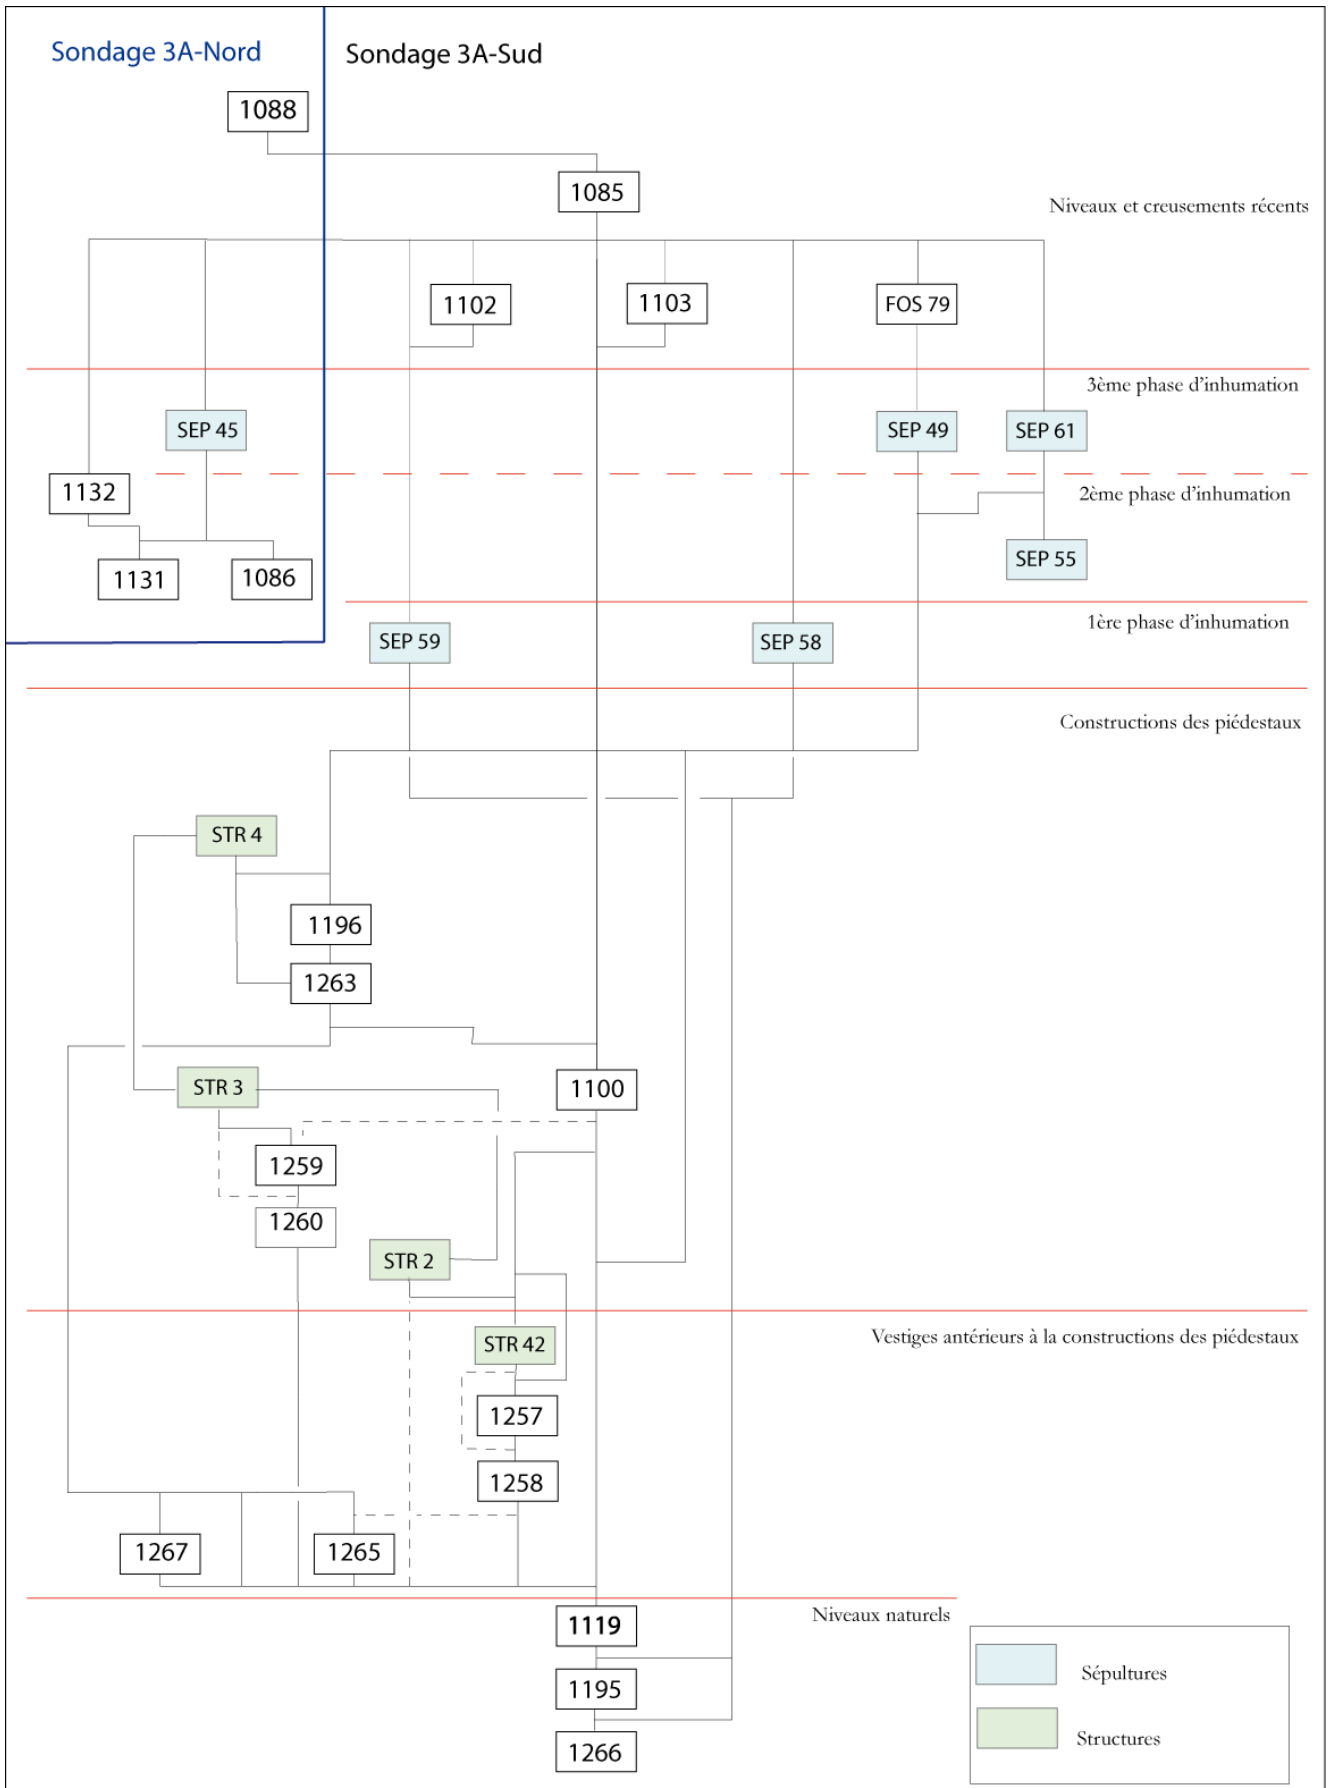 Sondage 3A-Nord
Sondage 3A-Sud
1088
1085
Niveaux et creusements récents
1102
1103
FOS 79
3ème phase d'inhumation
SEP 45
SEP 49
SEP 61
1132
2ème phase d'inhumation
1131
1086
SEP 55
1ère phase d'inhumation
SEP 59
SEP 58
Constructions des piédestaux
STR 4
1196
1263
STR 3
1100
1259
1260
STR 2
Vestiges antérieurs à la constructions des piédestaux
STR 42
1257
1258
1267
1265
Niveaux naturels
1119
1195
1266
Sépultures
Structures